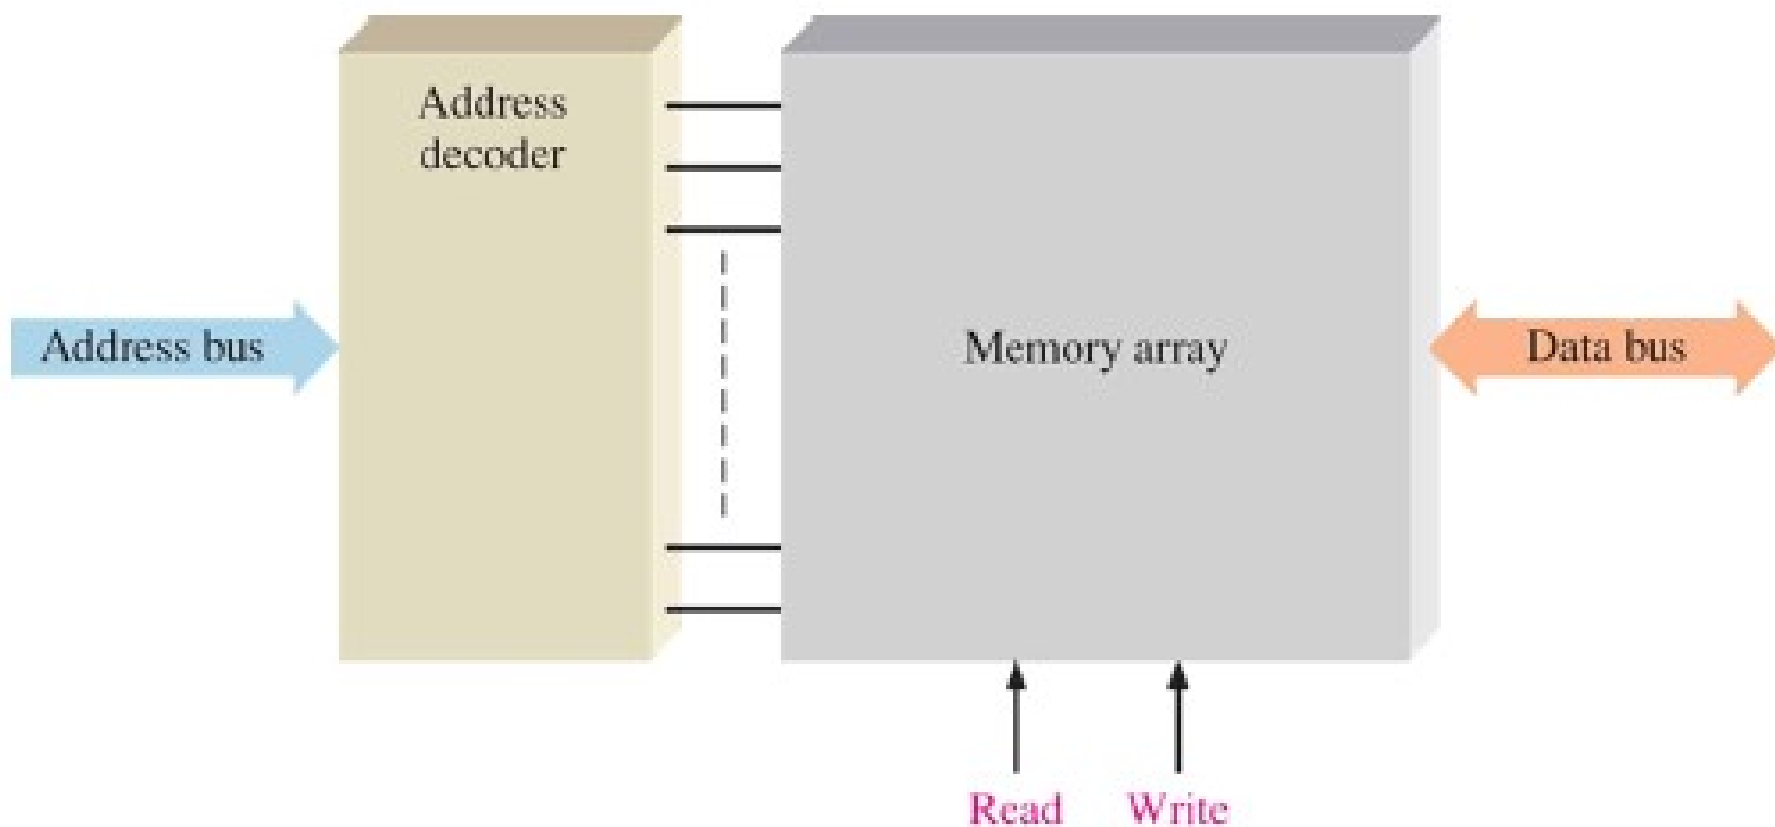 Address
decoder
Address bus
Memory array
Data bus
Read
Write